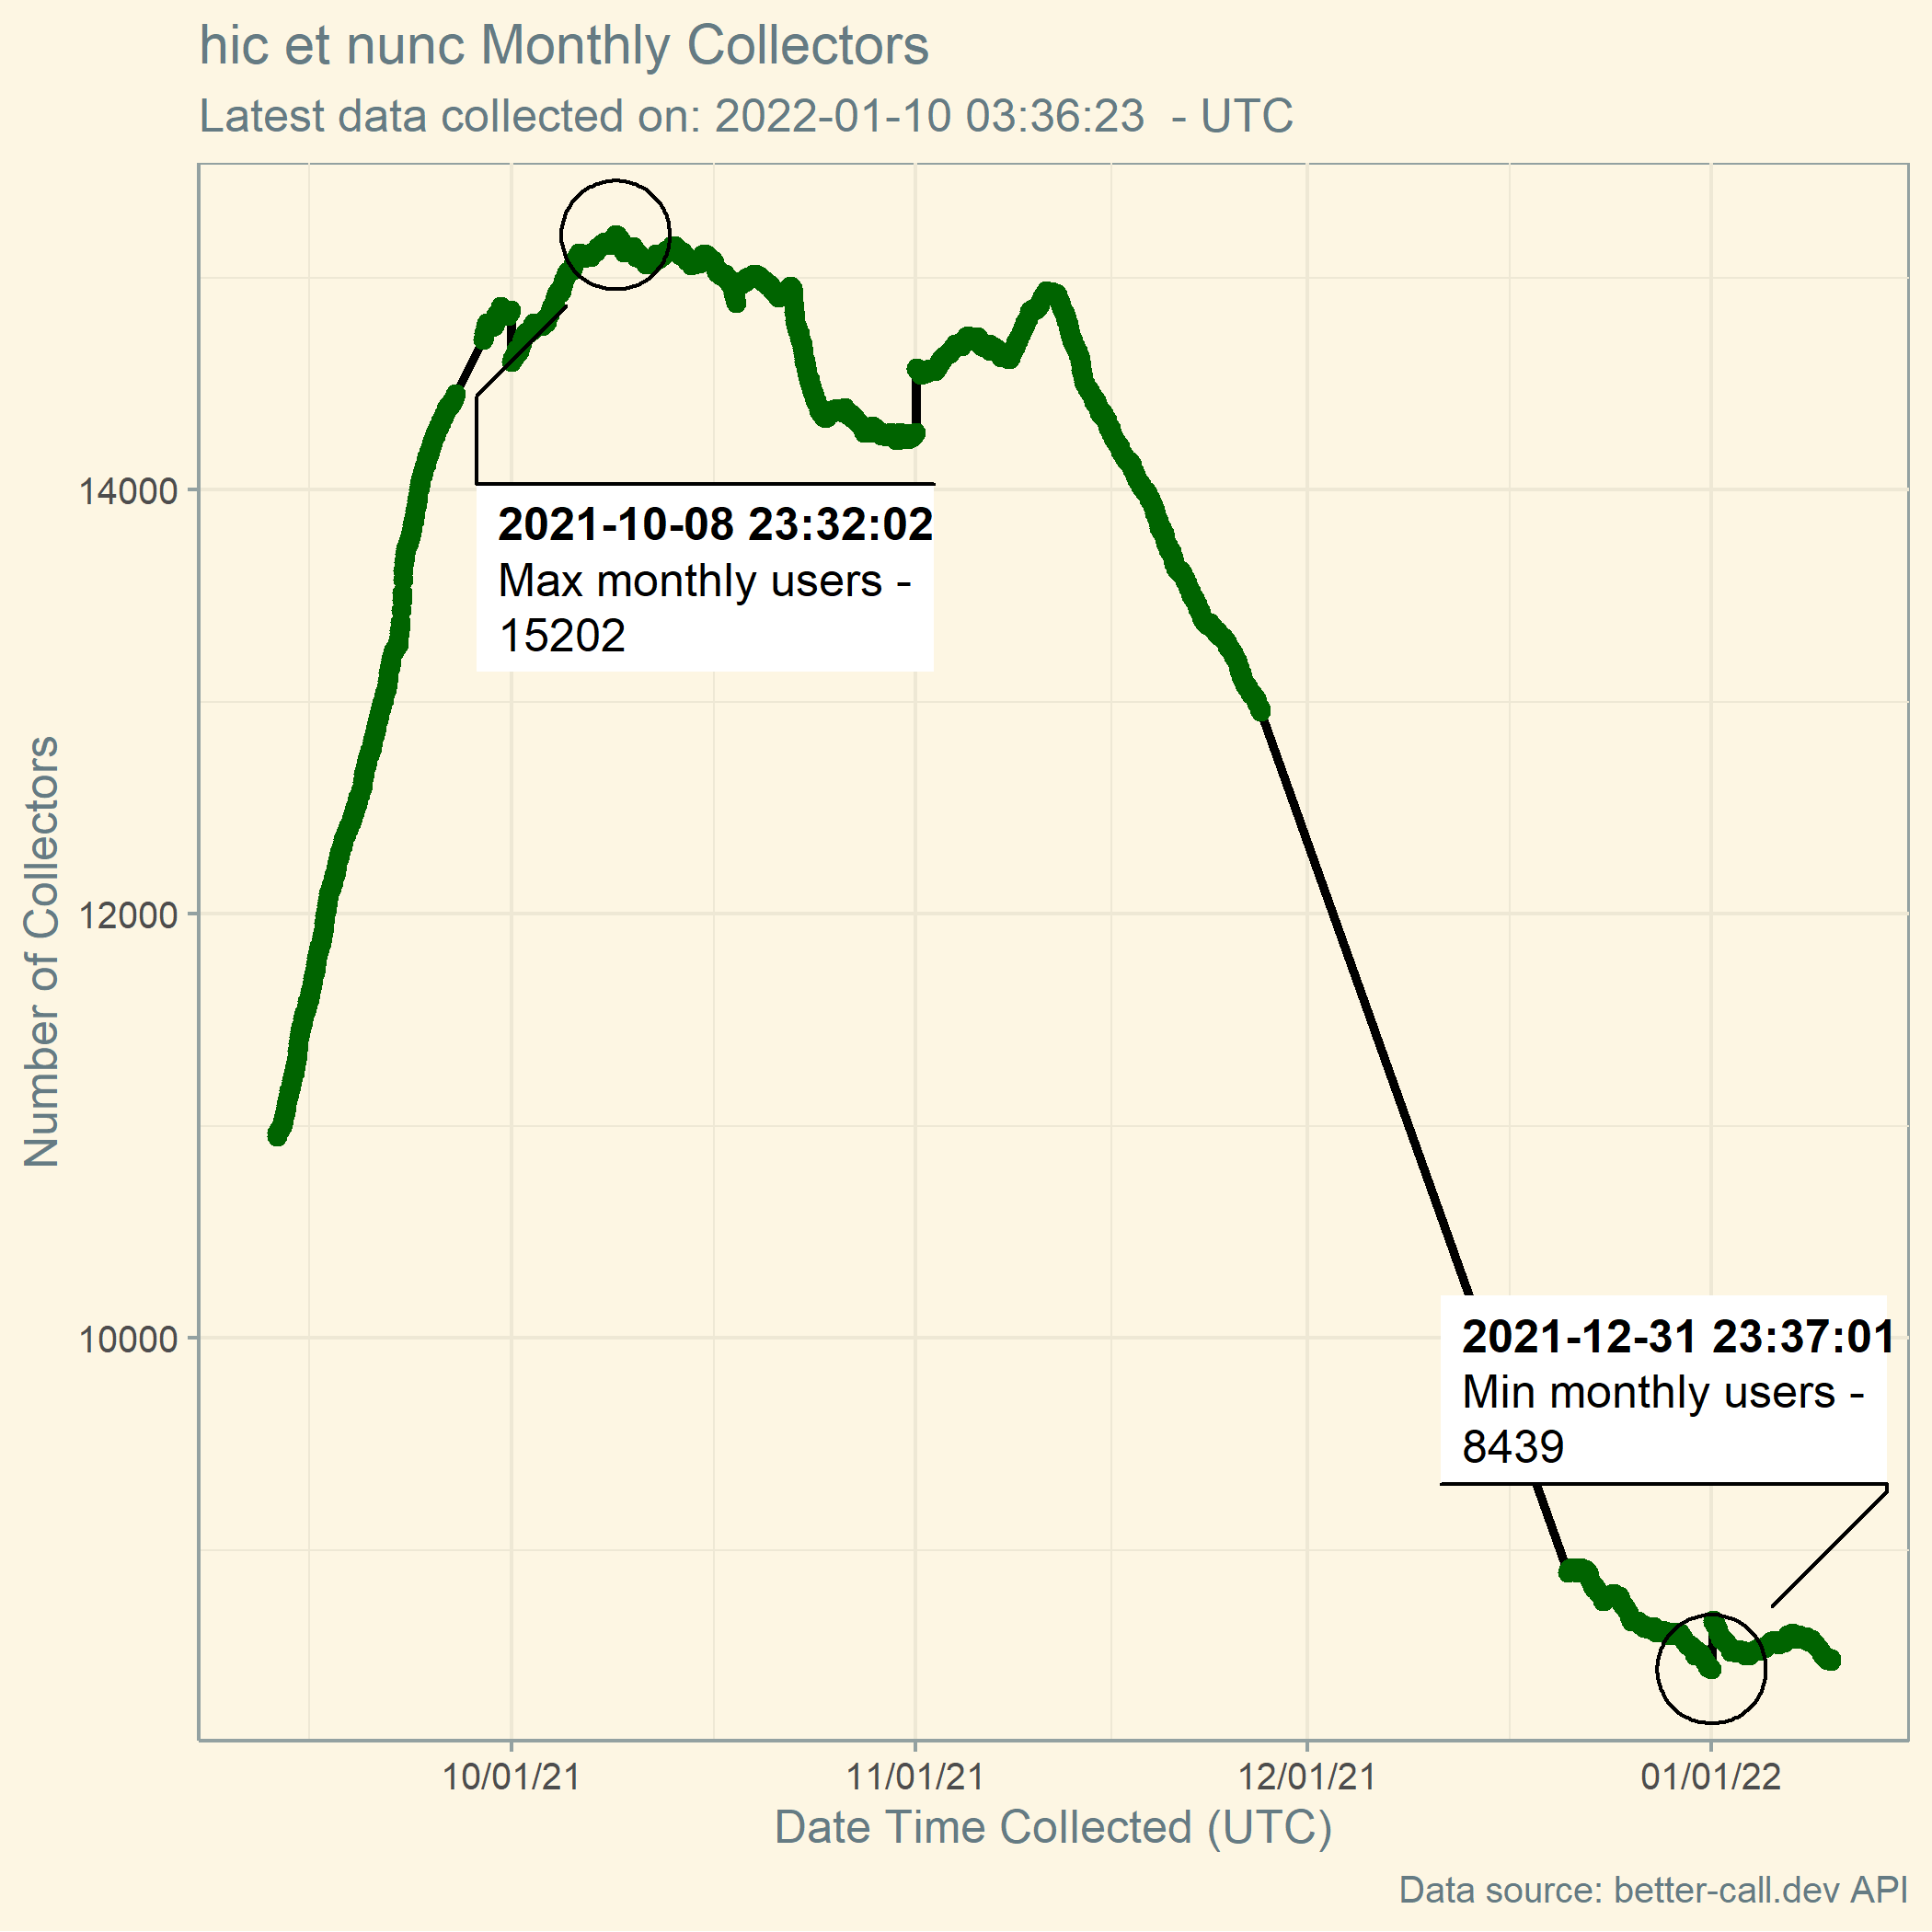 hic et nunc Monthly Collectors
Latest data collected on: 2022-01-10 03:36:23  - UTC
Number of Collectors
14000
12000
10000
2021-10-08 23:32:02
Max monthly users -
15202
2021-12-31 23:37:01
Min monthly users -
8439
10/01/21
11/01/21
12/01/21
01/01/22
Date Time Collected (UTC)
Data source: better-call.dev API